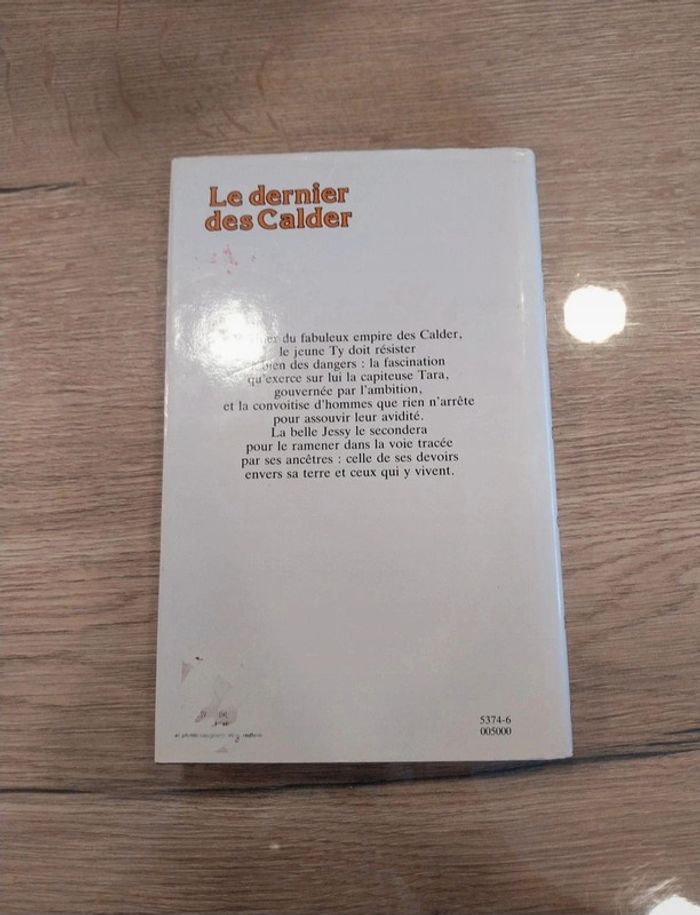 Le dernier
des Calder
du fabuleux empire des Calder,
le jeune Ty doit résister
bien des dangers : la fascination
qu'exerce sur lui la capiteuse Tara,
gouvernée par l'ambition,
et la convoitise d'hommes que rien n'arrête
pour assouvir leur avidité.
La belle Jessy le secondera
pour le ramener dans la voie tracée
par ses ancêtres : celle de ses devoirs
envers sa terre et ceux qui y vivent.
5374-6
005000